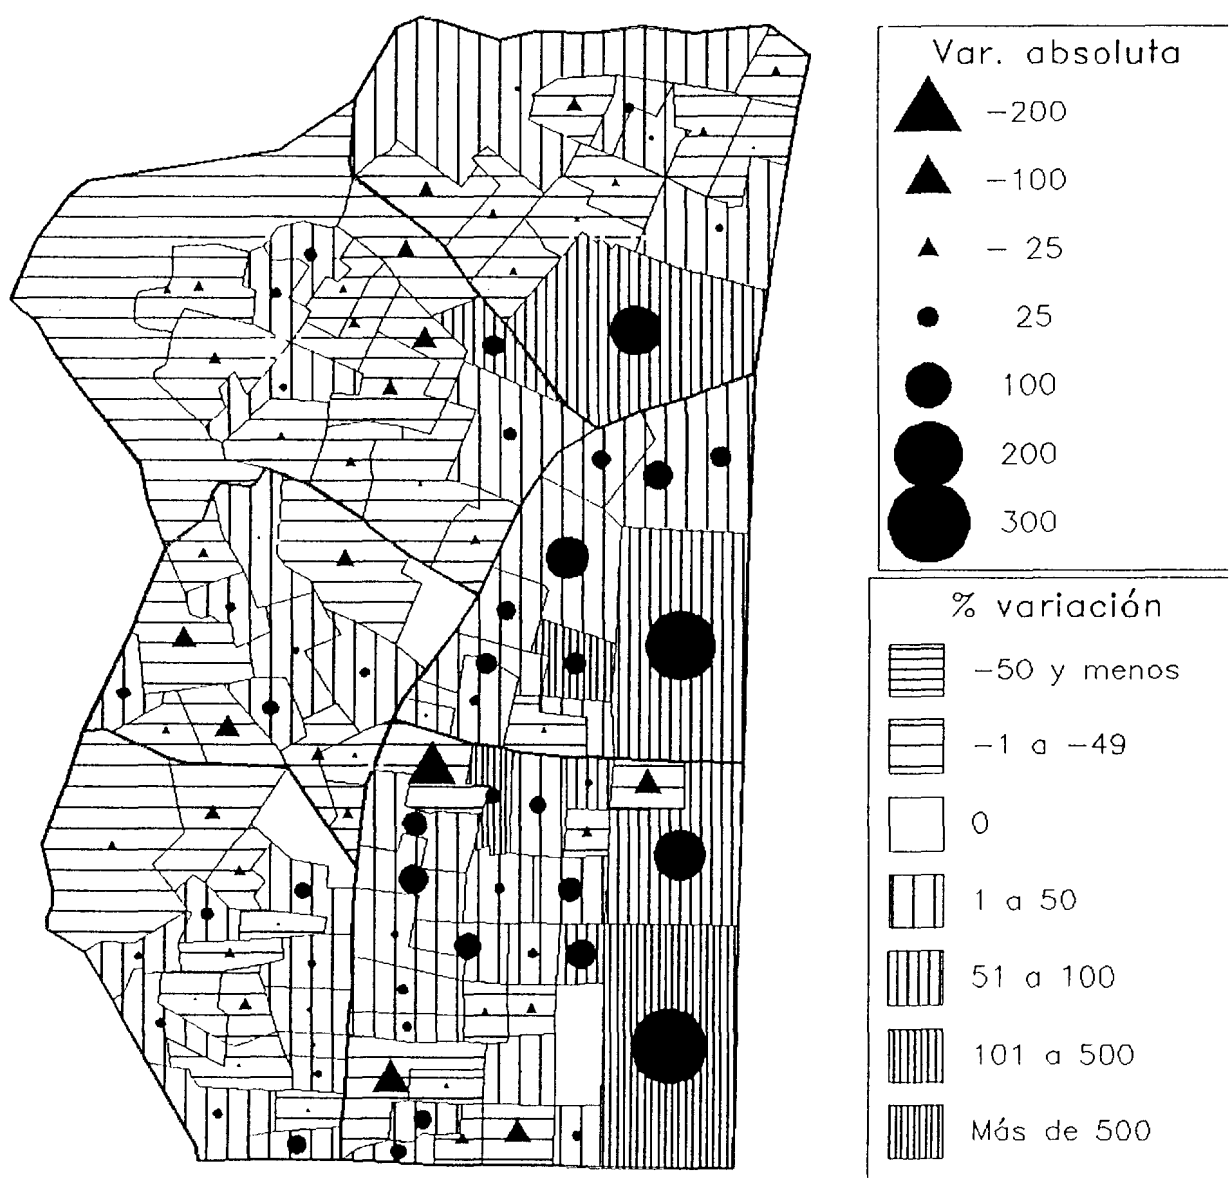 Var. absoluta
-200
-100
- 25
25
100
200
300
% variación
-50 y menos
-1 a -49
0
1 a 50
51 a 100
101 a 500
Más de 500